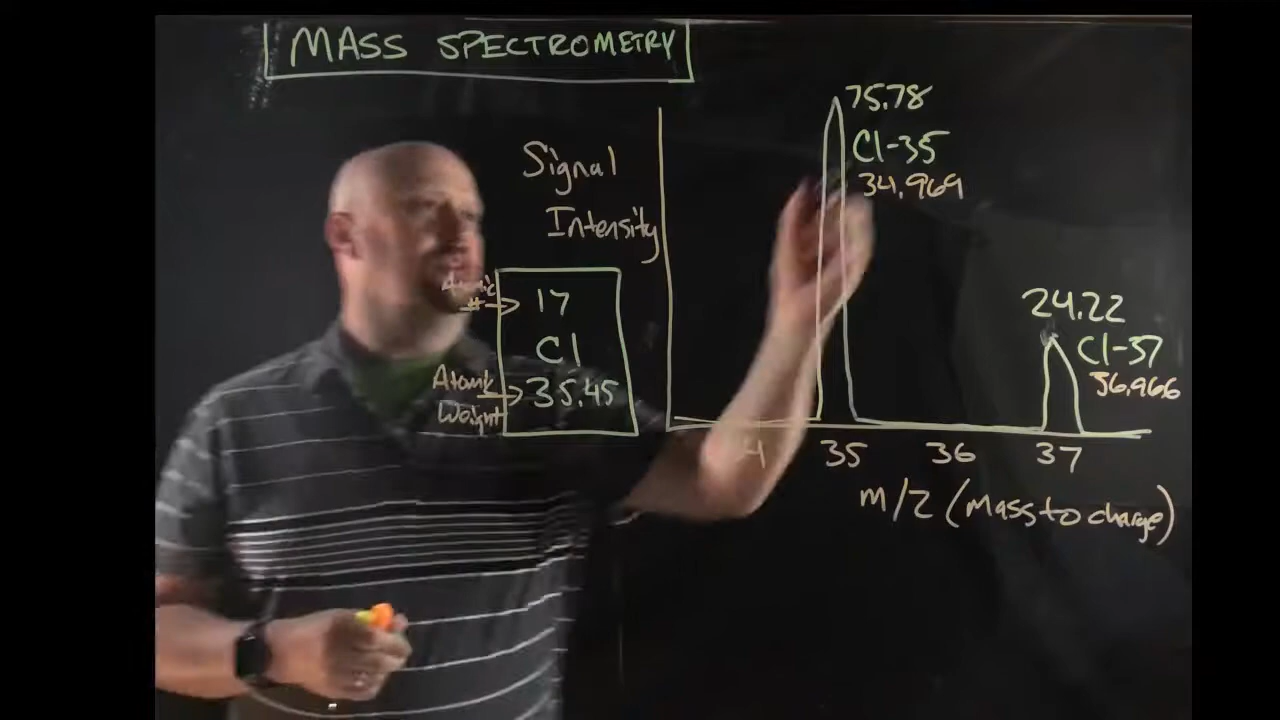 MASS SPECTROMETRY
75.78
Cl-35
34.969
Signal
Intensity
24.22
Cl-37
36.966
Atomic
#
17
Cl
Atomic
Weight
35.45
4 35 36 37
m/z (Mass to charge)